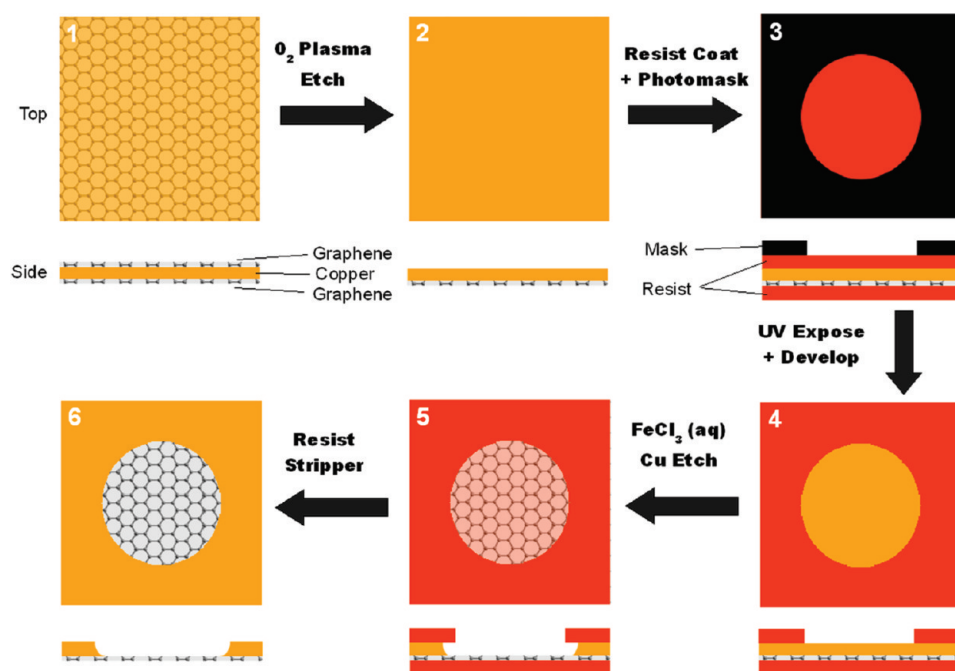 1
O2 Plasma
Etch
2
Resist Coat
+ Photomask
3
Top
Side
Graphene
Copper
Graphene
Mask
Resist
UV Expose
+ Develop
6
Resist
Stripper
5
FeCl3 (aq)
Cu Etch
4